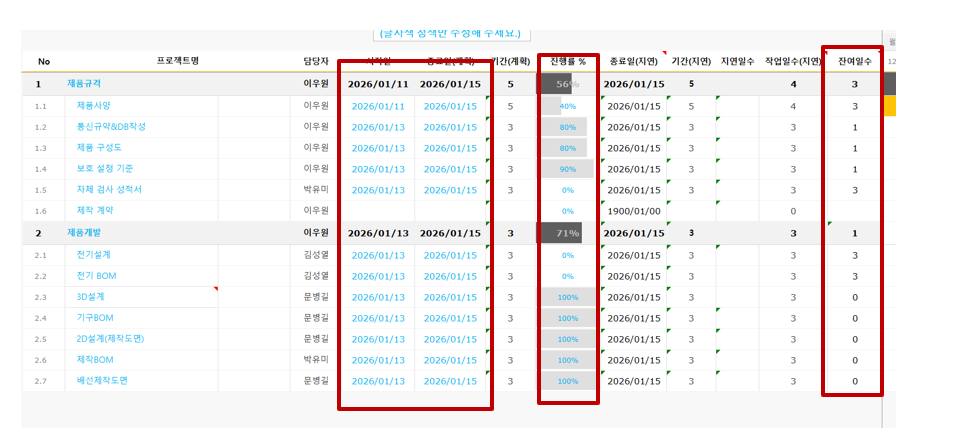 (글자색 청색만 수정해 주세요.)
월
No 프로젝트명 담당자 시작일 종료일(계획) 기간(계획) 진행률 % 종료일(지연) 기간(지연) 지연일수 작업일수(지연) 잔여일수 12
1 제품규격 이우원 2026/01/11 2026/01/15 5 56% 2026/01/15 5 4 3
1.1 제품사양 이우원 2026/01/11 2026/01/15 5 40% 2026/01/15 5 4 3
1.2 통신규약&DB작성 이우원 2026/01/13 2026/01/15 3 80% 2026/01/15 3 3 1
1.3 제품 구성도 이우원 2026/01/13 2026/01/15 3 80% 2026/01/15 3 3 1
1.4 보호 설정 기준 이우원 2026/01/13 2026/01/15 3 90% 2026/01/15 3 3 1
1.5 자체 검사 성적서 박유미 2026/01/13 2026/01/15 3 0% 2026/01/15 3 3 3
1.6 제작 계약 이우원 0% 1900/01/00 0
2 제품개발 이우원 2026/01/13 2026/01/15 3 71% 2026/01/15 3 3 1
2.1 전기설계 김성열 2026/01/13 2026/01/15 3 0% 2026/01/15 3 3 3
2.2 전기 BOM 김성열 2026/01/13 2026/01/15 3 0% 2026/01/15 3 3 3
2.3 3D설계 문병길 2026/01/13 2026/01/15 3 100% 2026/01/15 3 3 0
2.4 기구BOM 문병길 2026/01/13 2026/01/15 3 100% 2026/01/15 3 3 0
2.5 2D설계(제작도면) 문병길 2026/01/13 2026/01/15 3 100% 2026/01/15 3 3 0
2.6 제작BOM 박유미 2026/01/13 2026/01/15 3 100% 2026/01/15 3 3 0
2.7 배선제작도면 문병길 2026/01/13 2026/01/15 3 100% 2026/01/15 3 3 0